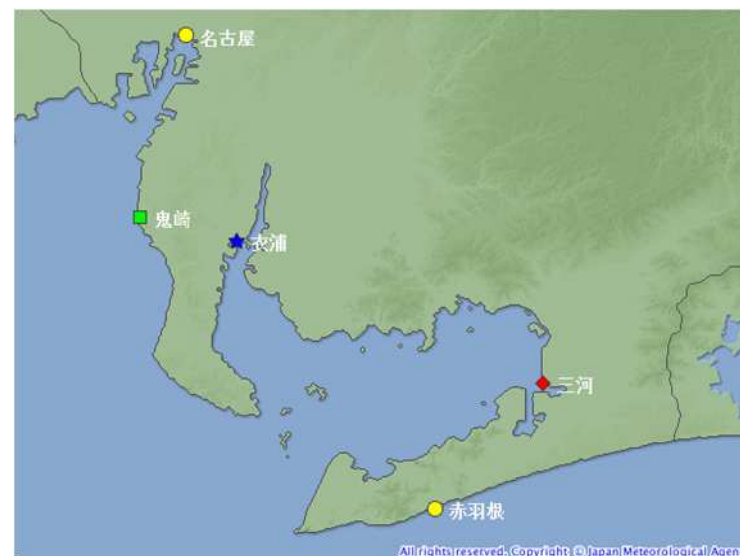 名古屋
鬼崎
衣浦
三河
赤羽根
All rights reserved. Copyright © Japan Meteorological Agen